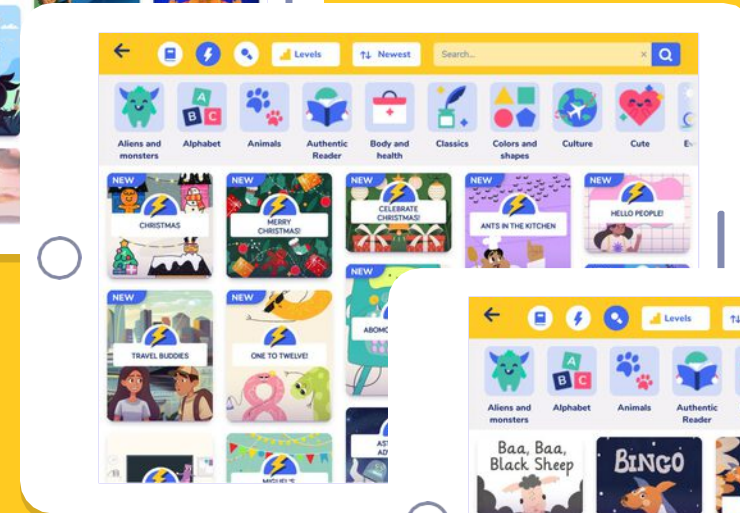 Levels
Newest
Search...
Aliens and
monsters
Alphabet
Animals
Authentic
Reader
Body and
health
Classics
Colors and
shapes
Culture
Cute
A
B C
NEW
CHRISTMAS
NEW
MERRY
CHRISTMAS!
NEW
CELEBRATE
CHRISTMAS!
NEW
ANTS IN THE KITCHEN
NEW
HELLO PEOPLE!
NEW
TRAVEL BUDDIES
NEW
ONE TO TWELVE!
NEW
MIGUEL'S
Levels
Aliens and
monsters
Alphabet
Animals
Authentic
Reader
A
B C
Baa, Baa,
Black Sheep
BINGO